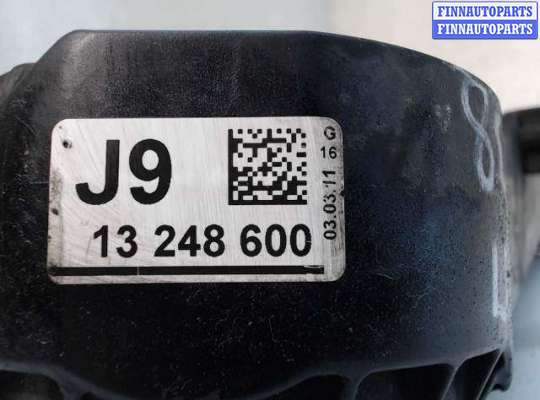 FINNAUTOPARTS
FINNAUTOPARTS
J9
13 248 600
G
16
03.03.11